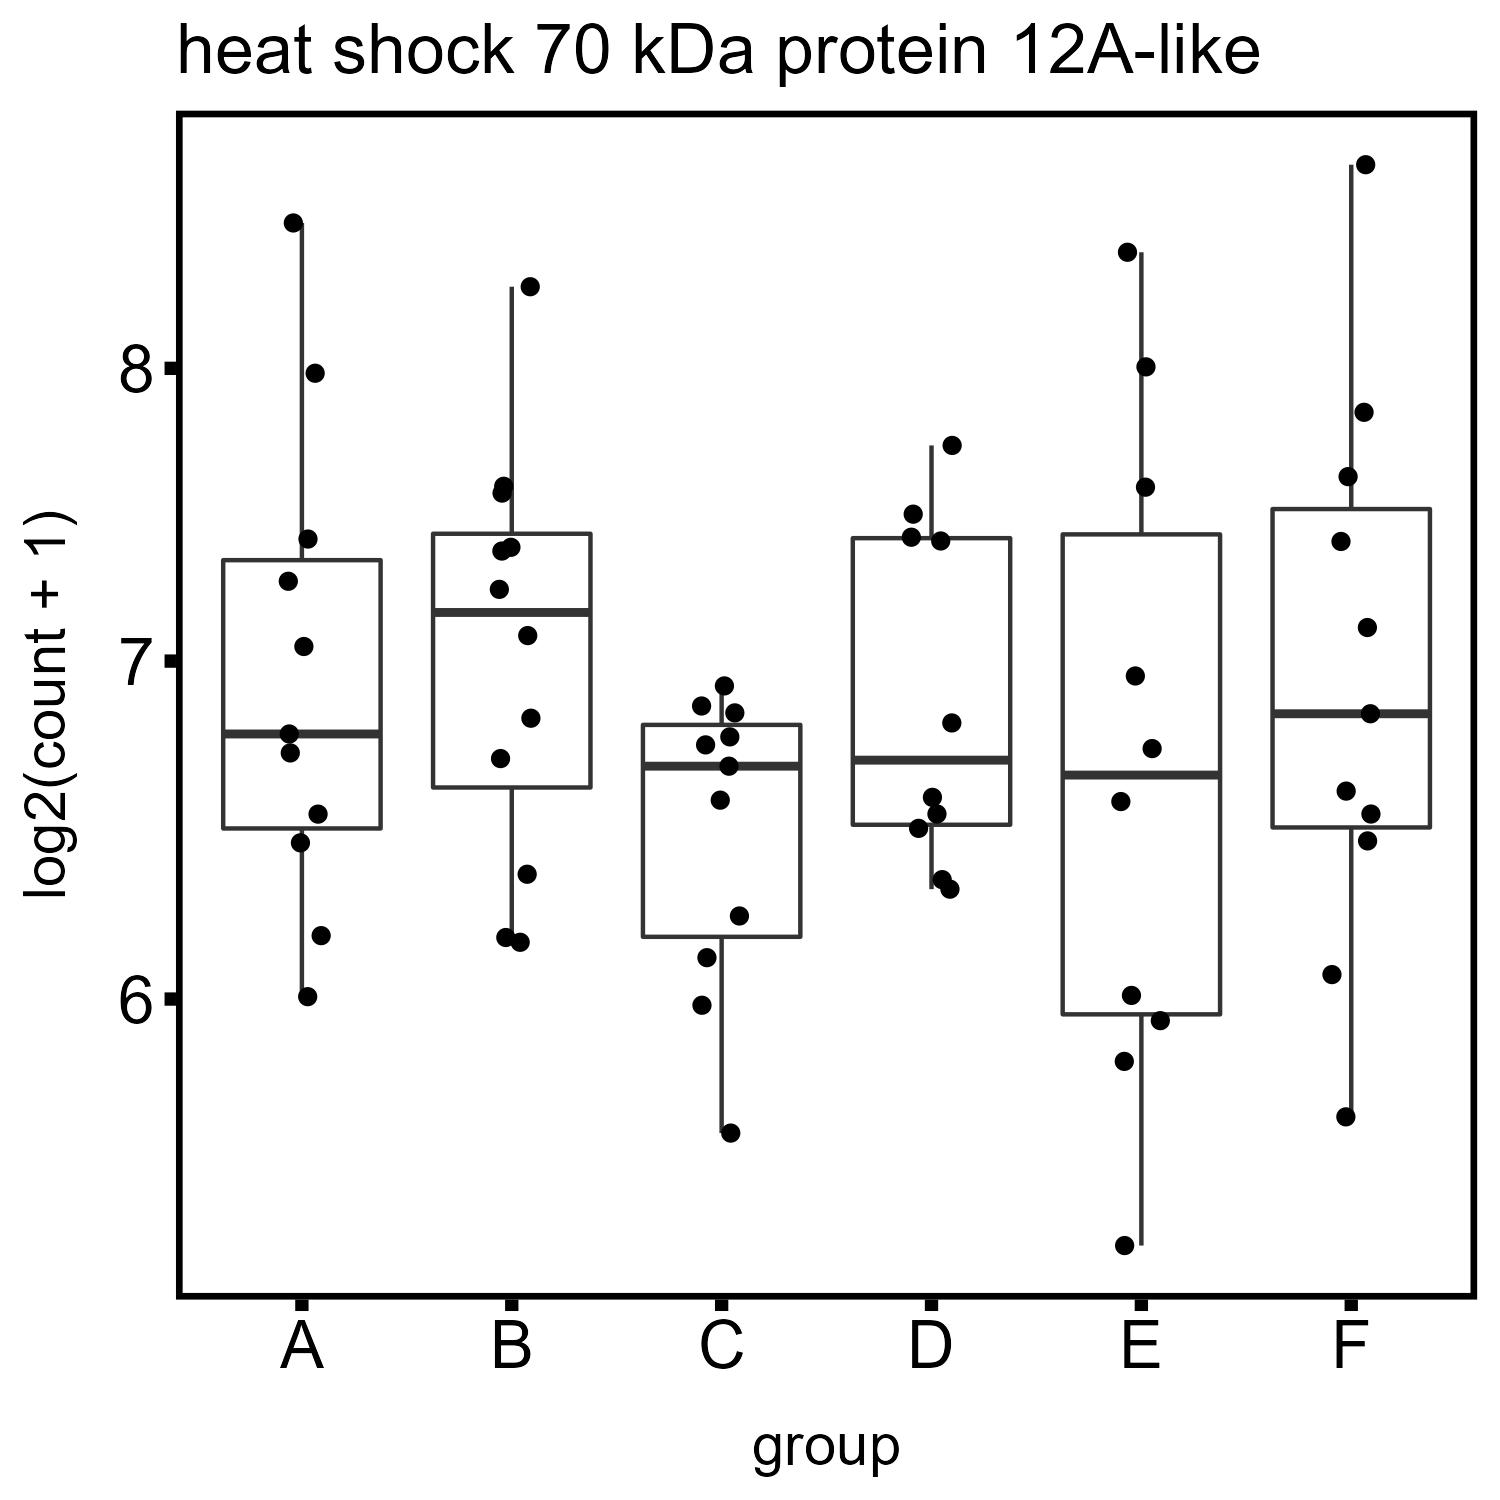 heat shock 70 kDa protein 12A-like
log2(count + 1)
8
7
6
A B C D E F
group